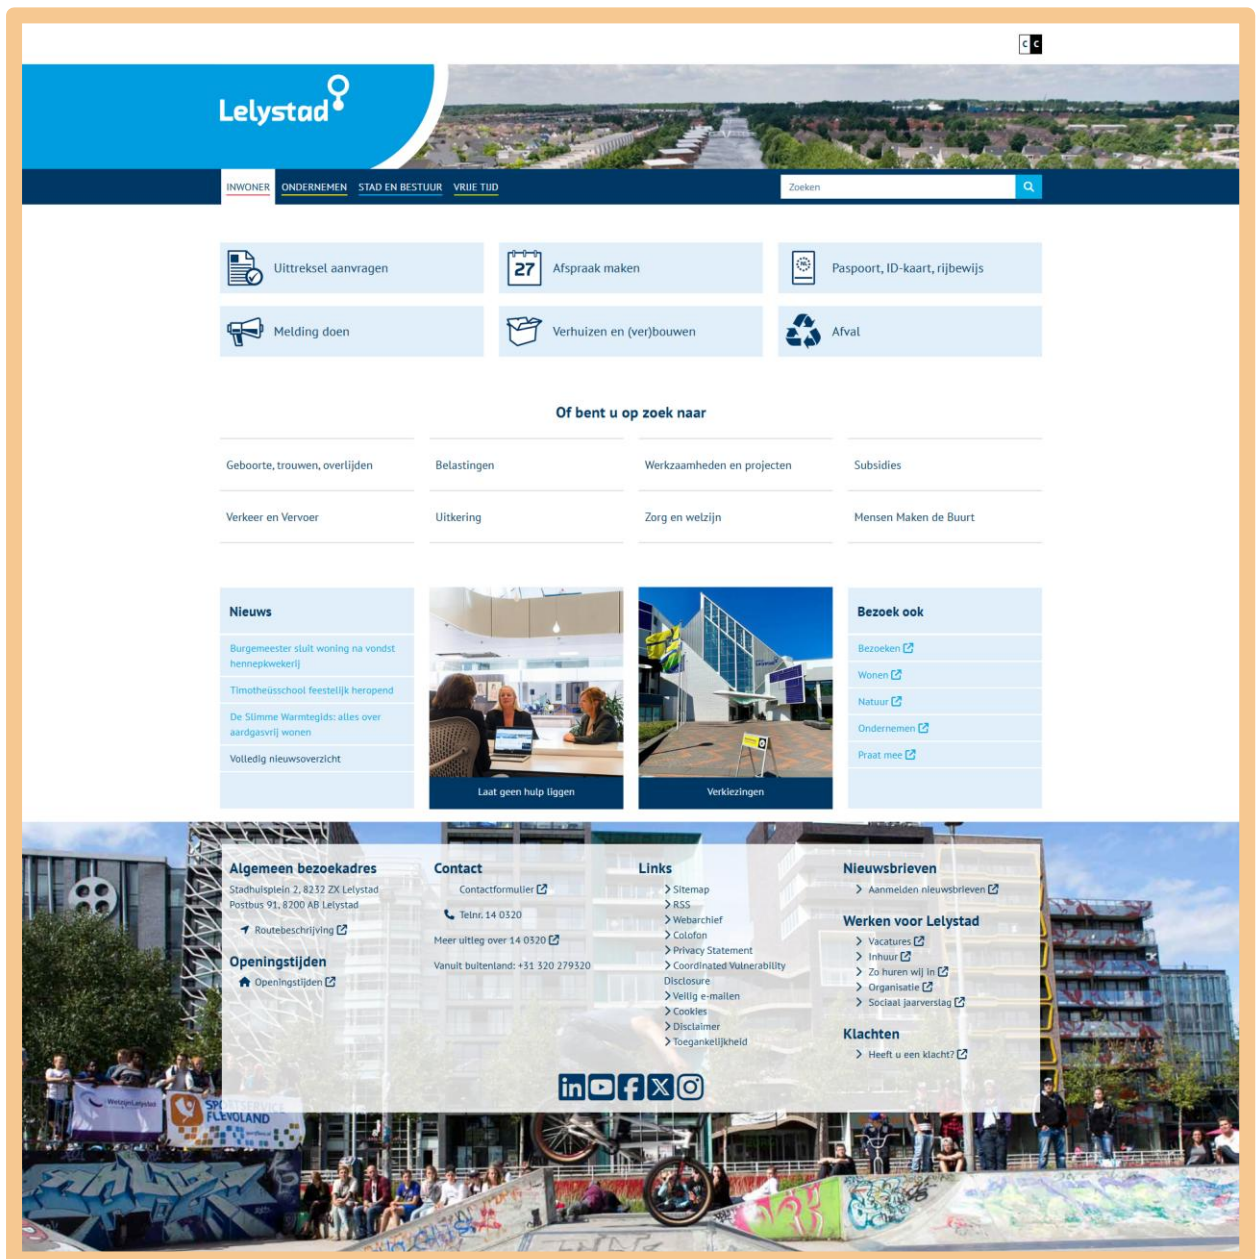 C C
Lelystad
INWONER ONDERNEMEN STAD EN BESTUUR VRIJE TIJD
Zoeken
Uittreksel aanvragen
27 Afspraak maken
NL
Paspoort, ID-kaart, rijbewijs
Melding doen
Verhuizen en (ver)bouwen
Afval
Of bent u op zoek naar
Geboorte, trouwen, overlijden
Belastingen
Werkzaamheden en projecten
Subsidies
Verkeer en Vervoer
Uitkering
Zorg en welzijn
Mensen Maken de Buurt
Nieuws
Burgemeester sluit woning na vondst
hennepkwekerij
Timotheüsschool feestelijk heropend
De Slimme Warmtegids: alles over
aardgasvrij wonen
Volledig nieuwsoverzicht
Laat geen hulp liggen
Lelystad
Verkiezingen
Bezoek ook
Bezoeken
Wonen
Natuur
Ondernemen
Praat mee
Algemeen bezoekadres
Stadhuisplein 2, 8232 ZX Lelystad
Postbus 91, 8200 AB Lelystad
Routebeschrijving
Openingstijden
Openingstijden
Contact
Contactformulier
Telnr. 14 0320
Meer uitleg over 14 0320
Vanuit buitenland: +31 320 279320
Links
Sitemap
RSS
Webarchief
Colofon
Privacy Statement
Coordinated Vulnerability
Disclosure
Veilig e-mailen
Cookies
Disclaimer
Toegankelijkheid
Nieuwsbrieven
Aanmelden nieuwsbrieven
Werken voor Lelystad
Vacatures
Inhuur
Zo huren wij in
Organisatie
Sociaal jaarverslag
Klachten
Heeft u een klacht?
WelzijnLelystad
SPORTSERVICE
FLEVOLAND